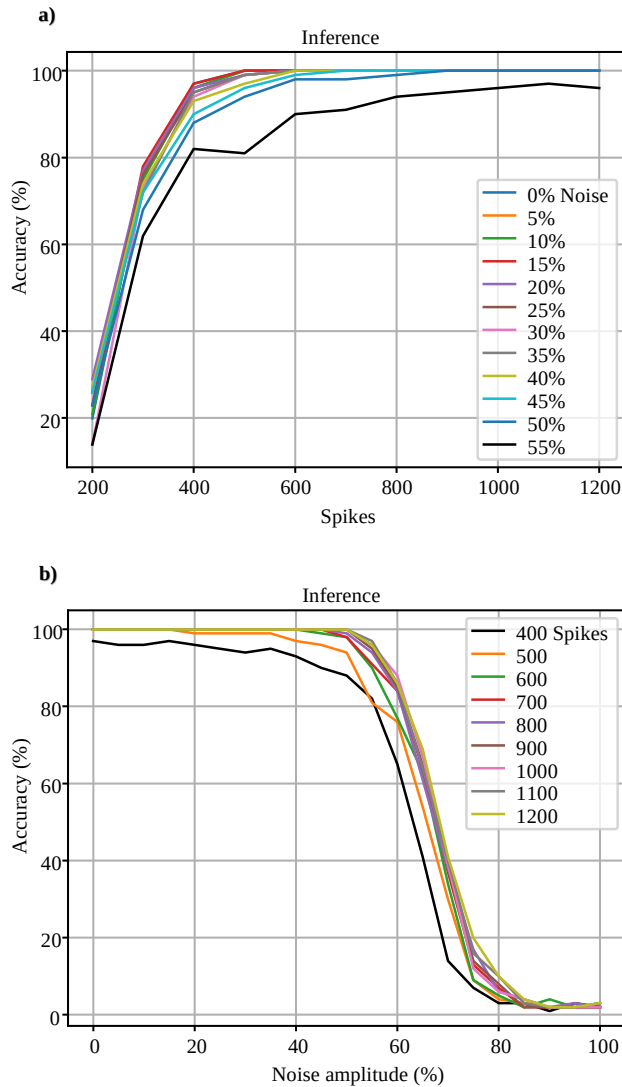 a)
Inference
100
80
60
40
20
Accuracy (%)
0% Noise
5%
10%
15%
20%
25%
30%
35%
40%
45%
50%
55%
200 400 600 800 1000 1200
Spikes
b)
Inference
100
80
60
40
20
0
Accuracy (%)
400 Spikes
500
600
700
800
900
1000
1100
1200
0 20 40 60 80 100
Noise amplitude (%)